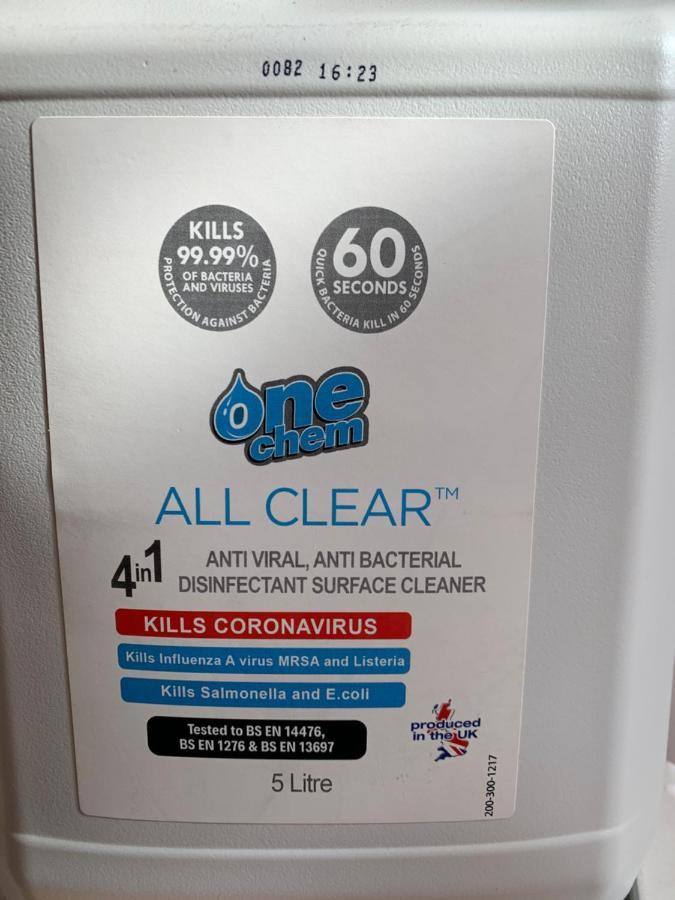 0082 16:23
KILLS
99.99%
OF BACTERIA
AND VIRUSES
PROTECTION AGAINST BACTERIA
60
SECONDS
QUICK BACTERIA KILL IN 60 SECONDS
one
chem
ALL CLEAR™
4in1
ANTI VIRAL, ANTI BACTERIAL
DISINFECTANT SURFACE CLEANER
KILLS CORONAVIRUS
Kills Influenza A virus MRSA and Listeria
Kills Salmonella and E.coli
Tested to BS EN 14476,
BS EN 1276 & BS EN 13697
produced
in the UK
5 Litre
200-300-1217